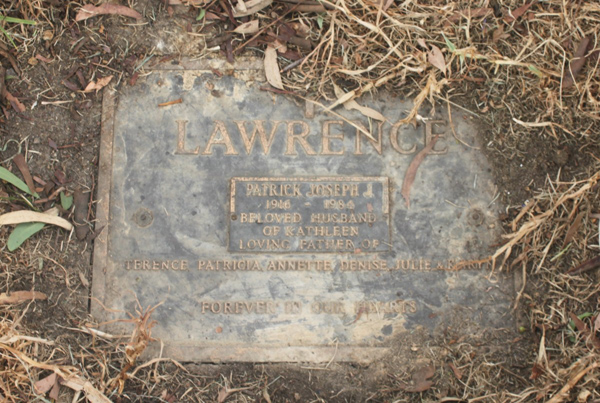 LAWRENCE
PATRICK JOSEPH J.
1916 - 1984
BELOVED HUSBAND
OF KATHLEEN
LOVING FATHER OF
TERENCE PATRICIA ANNETTE DENISE JULIE
FOREVER IN OUR HEARTS